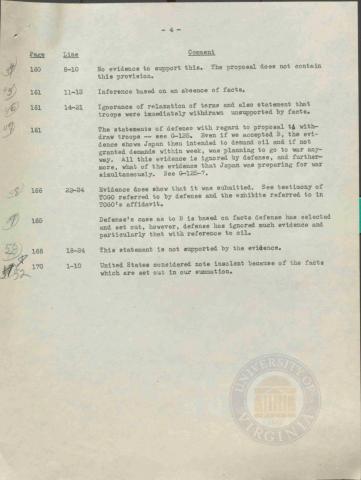 - 4 -
Page Line Comment
160 8-10 No evidence to support this. The proposal does not contain
this provision.
161 11-13 Inference based on an absence of facts.
161 14-21 Ignorance of relaxation of terms and also statement that
troops were immediately withdrawn unsupported by facts.
161 The statements of defense with regard to proposal to with-
draw troops -- see G-125. Even if we accepted B, the evi-
dence shows Japan then intended to demand oil and if not
granted demands within week, was planning to go to war any-
way. All this is ignored by defense, and further-
more, what of the evidence that Japan was preparing for war
simultaneously. See G-125-7.
166 22-24 Evidence does show that it was submitted. See testimony of
TOGO referred to by defense and the exhibits referred to in
TOGO's affidavit.
165 Defense's case as to B is based on facts defense has selected
and set out, however, defense has ignored much evidence and
particularly that with reference to oil.
168 18-24 This statement is not supported by the evidence.
170 1-10 United States considered note insolent because of the facts
which are set out in our summation.
50
52
UNIVERSITY OF
VIRGINIA